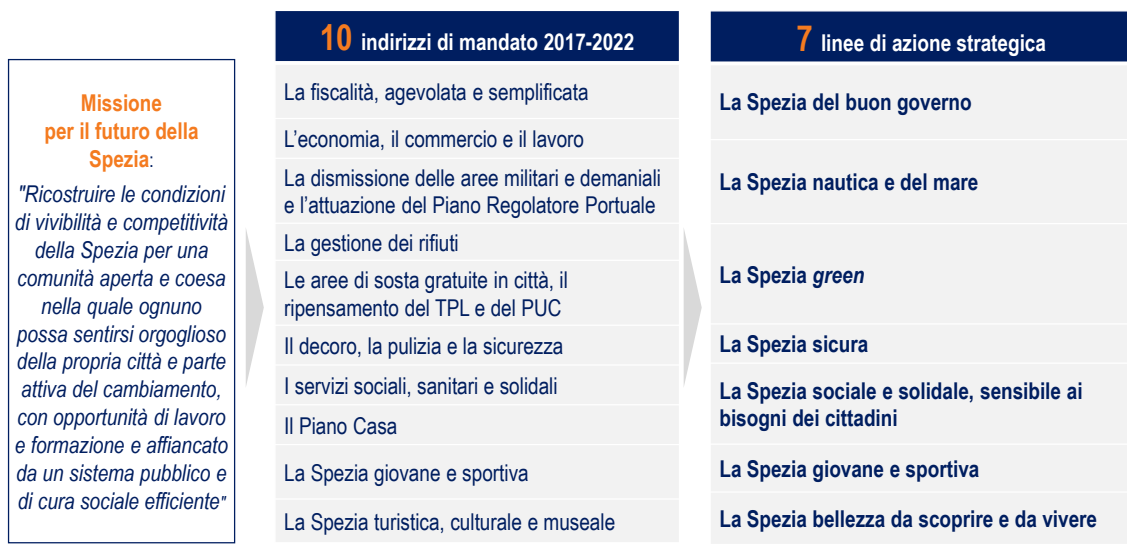 Missione
per il futuro della
Spezia:
"Ricostruire le condizioni
di vivibilità e competitività
della Spezia per una
comunità aperta e coesa
nella quale ognuno
possa sentirsi orgoglioso
della propria città e parte
attiva del cambiamento,
con opportunità di lavoro
e formazione e affiancato
da un sistema pubblico e
di cura sociale efficiente"
10 indirizzi di mandato 2017-2022
La fiscalità, agevolata e semplificata
L'economia, il commercio e il lavoro
La dismissione delle aree militari e demaniali
e l'attuazione del Piano Regolatore Portuale
La gestione dei rifiuti
Le aree di sosta gratuite in città, il
ripensamento del TPL e del PUC
Il decoro, la pulizia e la sicurezza
I servizi sociali, sanitari e solidali
Il Piano Casa
La Spezia giovane e sportiva
La Spezia turistica, culturale e museale
7 linee di azione strategica
La Spezia del buon governo
La Spezia nautica e del mare
La Spezia green
La Spezia sicura
La Spezia sociale e solidale, sensibile ai
bisogni dei cittadini
La Spezia giovane e sportiva
La Spezia bellezza da scoprire e da vivere